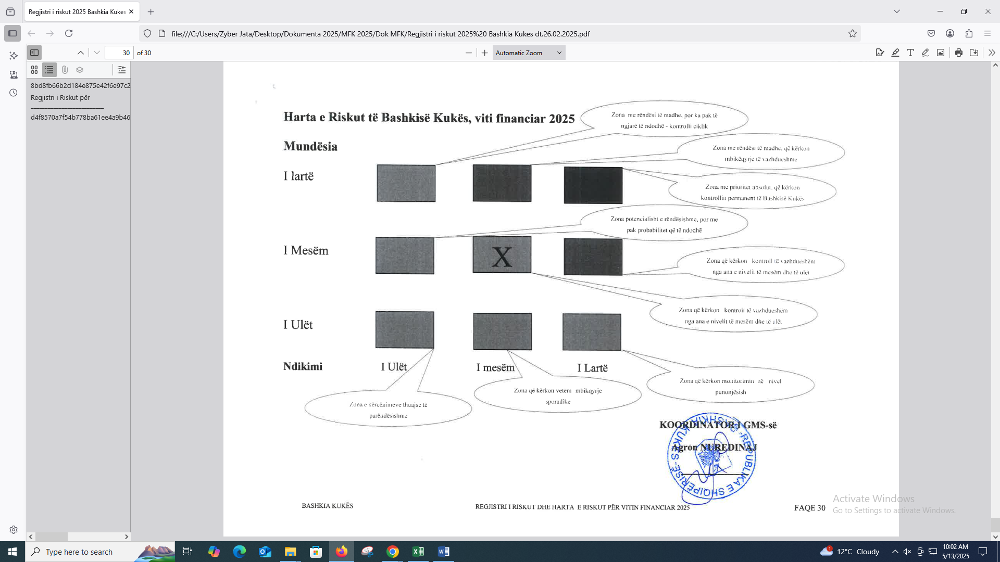 Regjistri i riskut 2025 Bashkia Kukes
file:///C:/Users/Zyber Jata/Desktop/Dokumenta 2025/MFK 2025/Dok MFK/Regjistri i riskut 2025%20 Bashkia Kukes dt.26.02.2025.pdf
30 of 30
Automatic Zoom
8bd8fb66b2d184e875e42f6e97c2
Regjistri i Riskut për
d4f8570a7f54b778ba61ee4a9b46
Harta e Riskut të Bashkisë Kukës, viti financiar 2025
Zona me rëndësi të madhe, por ka pak të
ngjarë të ndodhë - kontrolli ciklik
Mundësia
Zona me rëndësi të madhe, që kërkon
mbikëqyrje të vazhdueshme
I lartë
Zona me prioritet absolut, që kërkon
kontrollin permanent të Bashkisë Kukës
Zona potencialisht e rëndësishme, por me
pak probabilitet që të ndodhë
I Mesëm
X
Zona që kërkon kontroll të vazhdueshëm
nga ana e nivelit të mesëm dhe të ulët
Zona që kërkon kontroll të vazhdueshëm
nga ana e nivelit të mesëm dhe të ulët
I Ulët
Ndikimi
I Ulët
I mesëm
I Lartë
Zona që kërkon monitorimin në nivel
punonjësish
Zona që kërkon vetëm mbikqyrje
sporadike
Zona e kërcënimeve thuajse të
parëndësishme
KOORDINATOR I GMS-së
Agron NUREDINAJ
REPUBLIKA E SHQIPËRISË - BASHKIA KUKËS
BASHKIA KUKËS
REGJISTRI I RISKUT DHE HARTA E RISKUT PËR VITIN FINANCIAR 2025
FAQE 30
Activate Windows
Go to Settings to activate Windows.
Type here to search
1
12°C Cloudy
10:02 AM
5/13/2025